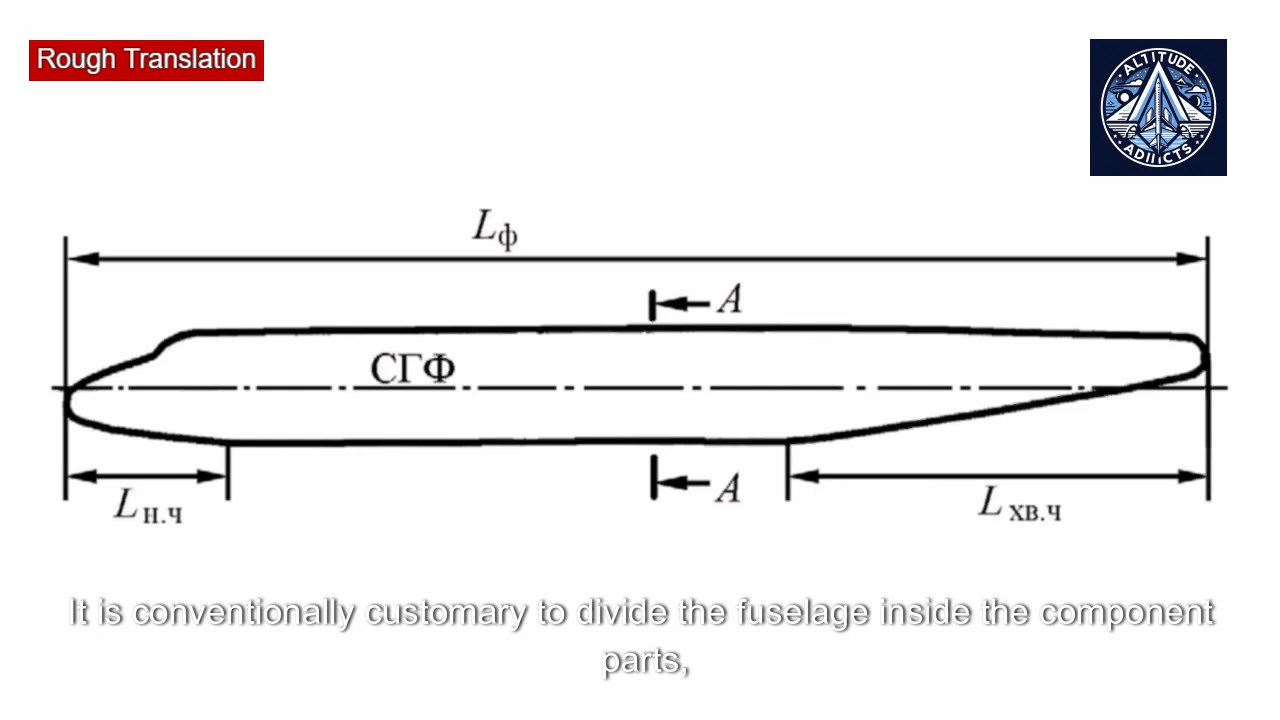 Rough Translation
ALTITUDE
ADIICTS
Lф
A
СГФ
A
Lн.ч
Lхв.ч
It is conventionally customary to divide the fuselage inside the component
parts,